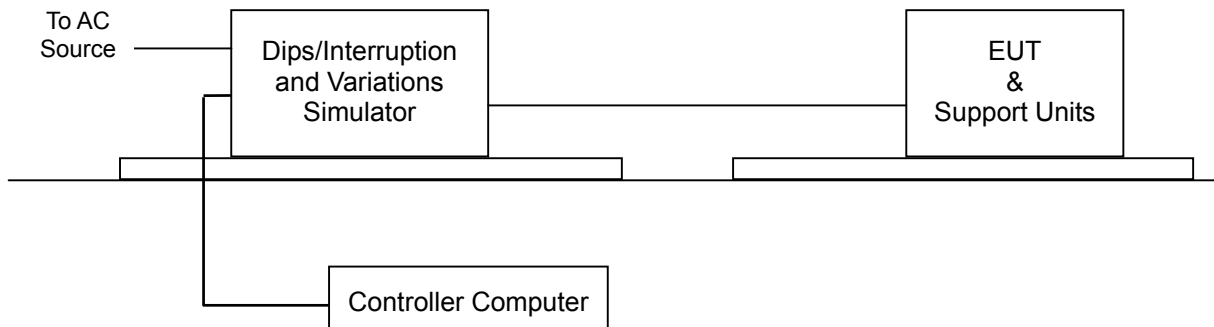 To AC
Source
Dips/Interruption
and Variations
Simulator
EUT
&
Support Units
Controller Computer